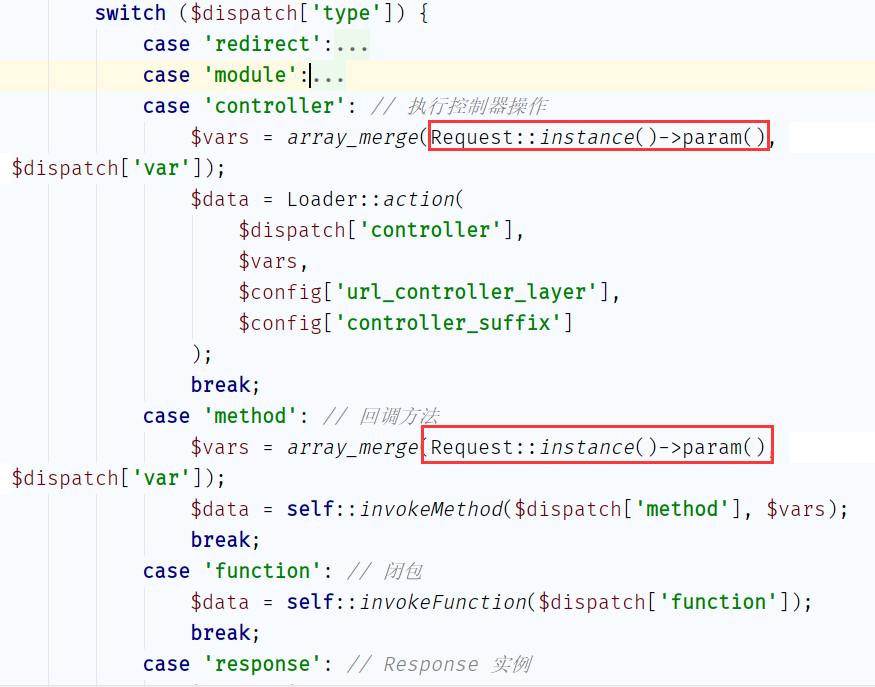 switch ($dispatch['type']) {
case 'redirect':...
case 'module':...
case 'controller': // 执行控制器操作
$vars = array_merge(Request::instance()->param(),
$dispatch['var']);
$data = Loader::action(
$dispatch['controller'],
$vars,
$config['url_controller_layer'],
$config['controller_suffix']
);
break;
case 'method': // 回调方法
$vars = array_merge(Request::instance()->param(),
$dispatch['var']);
$data = self::invokeMethod($dispatch['method'], $vars);
break;
case 'function': // 闭包
$data = self::invokeFunction($dispatch['function']);
break;
case 'response': // Response 实例